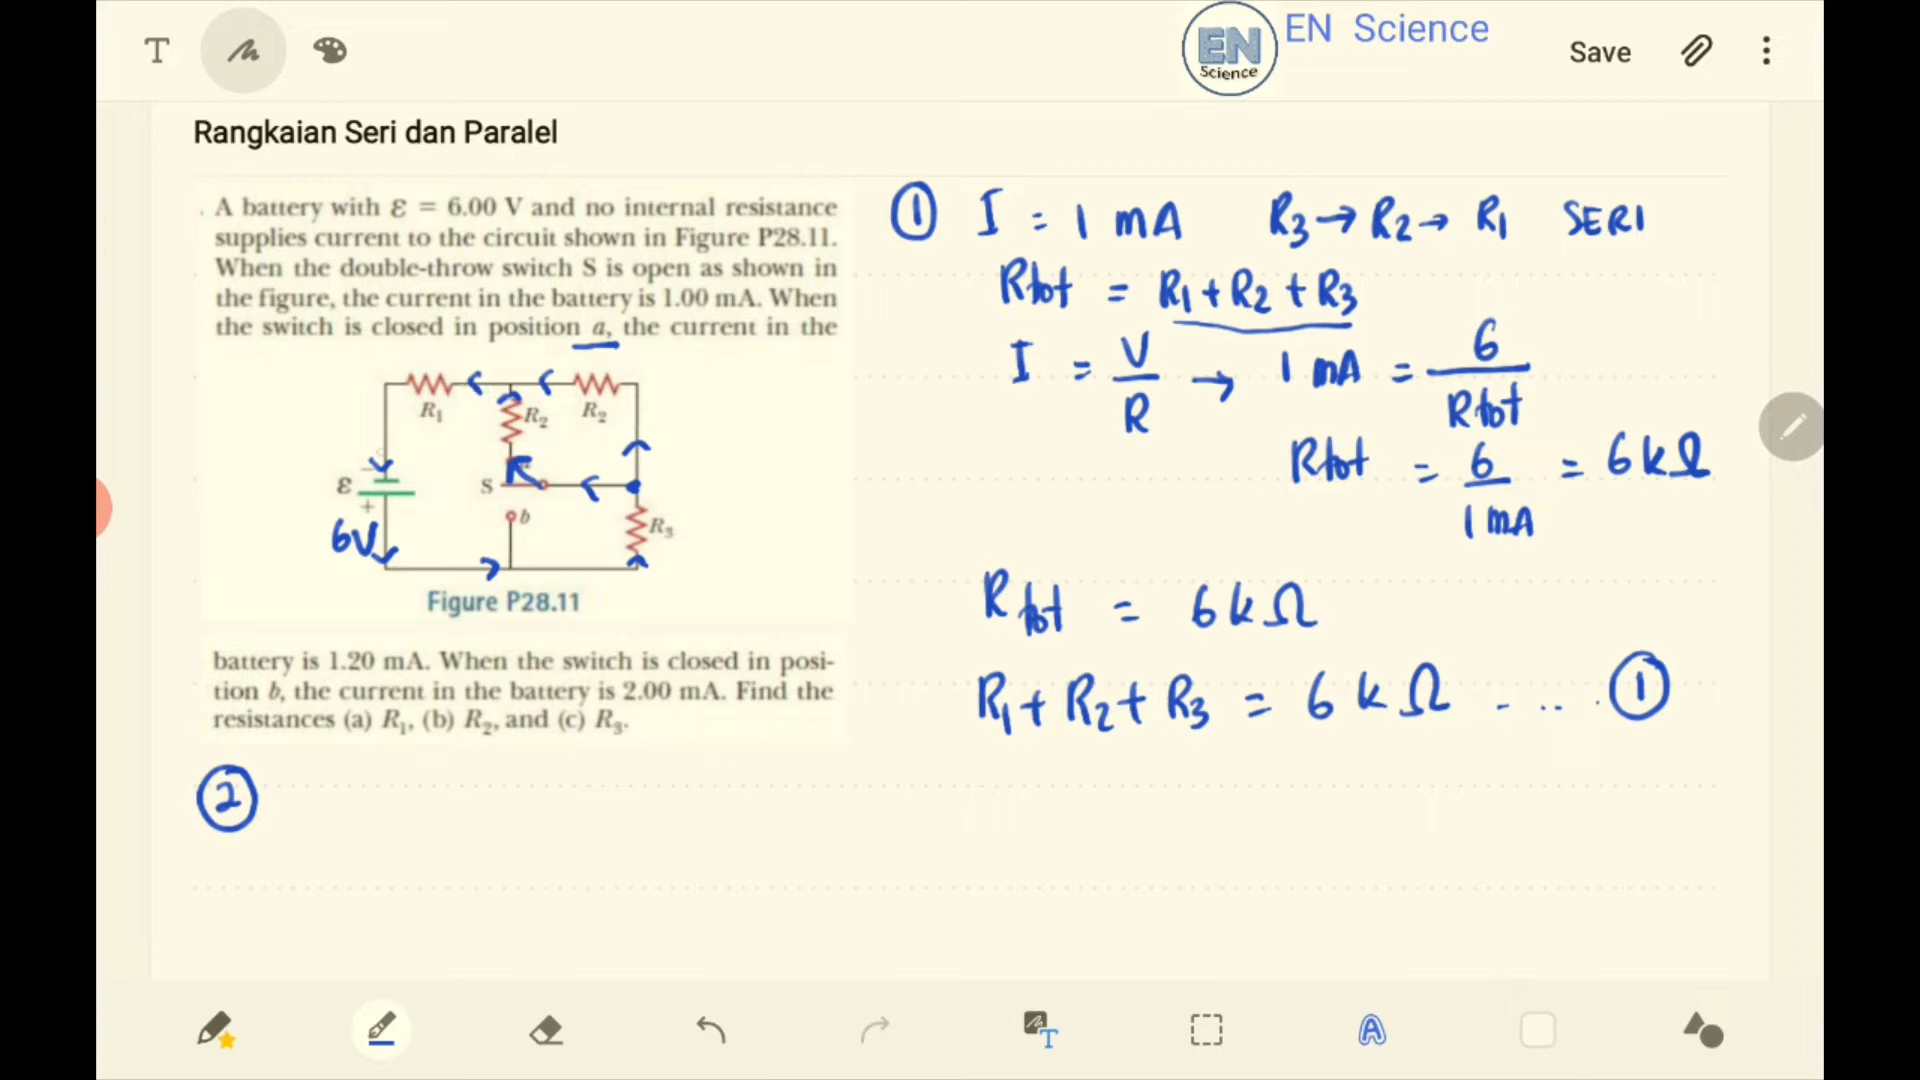 T
EN Science
EN Science
Save
Rangkaian Seri dan Paralel
. A battery with ε = 6.00 V and no internal resistance
supplies current to the circuit shown in Figure P28.11.
When the double-throw switch S is open as shown in
the figure, the current in the battery is 1.00 mA. When
the switch is closed in position a, the current in the
R₁ R₂ R₂
ε S
− +
b R₃
6V
Figure P28.11
battery is 1.20 mA. When the switch is closed in posi-
tion b, the current in the battery is 2.00 mA. Find the
resistances (a) R₁, (b) R₂, and (c) R₃.
②
① I = 1 mA R₃ → R₂ → R₁ SERI
Rtot = R₁ + R₂ + R₃
I = V/R → 1 mA = 6/Rtot
Rtot = 6/1 mA = 6 kΩ
Rtot = 6 kΩ
R₁ + R₂ + R₃ = 6 kΩ - .. . ①
T
A